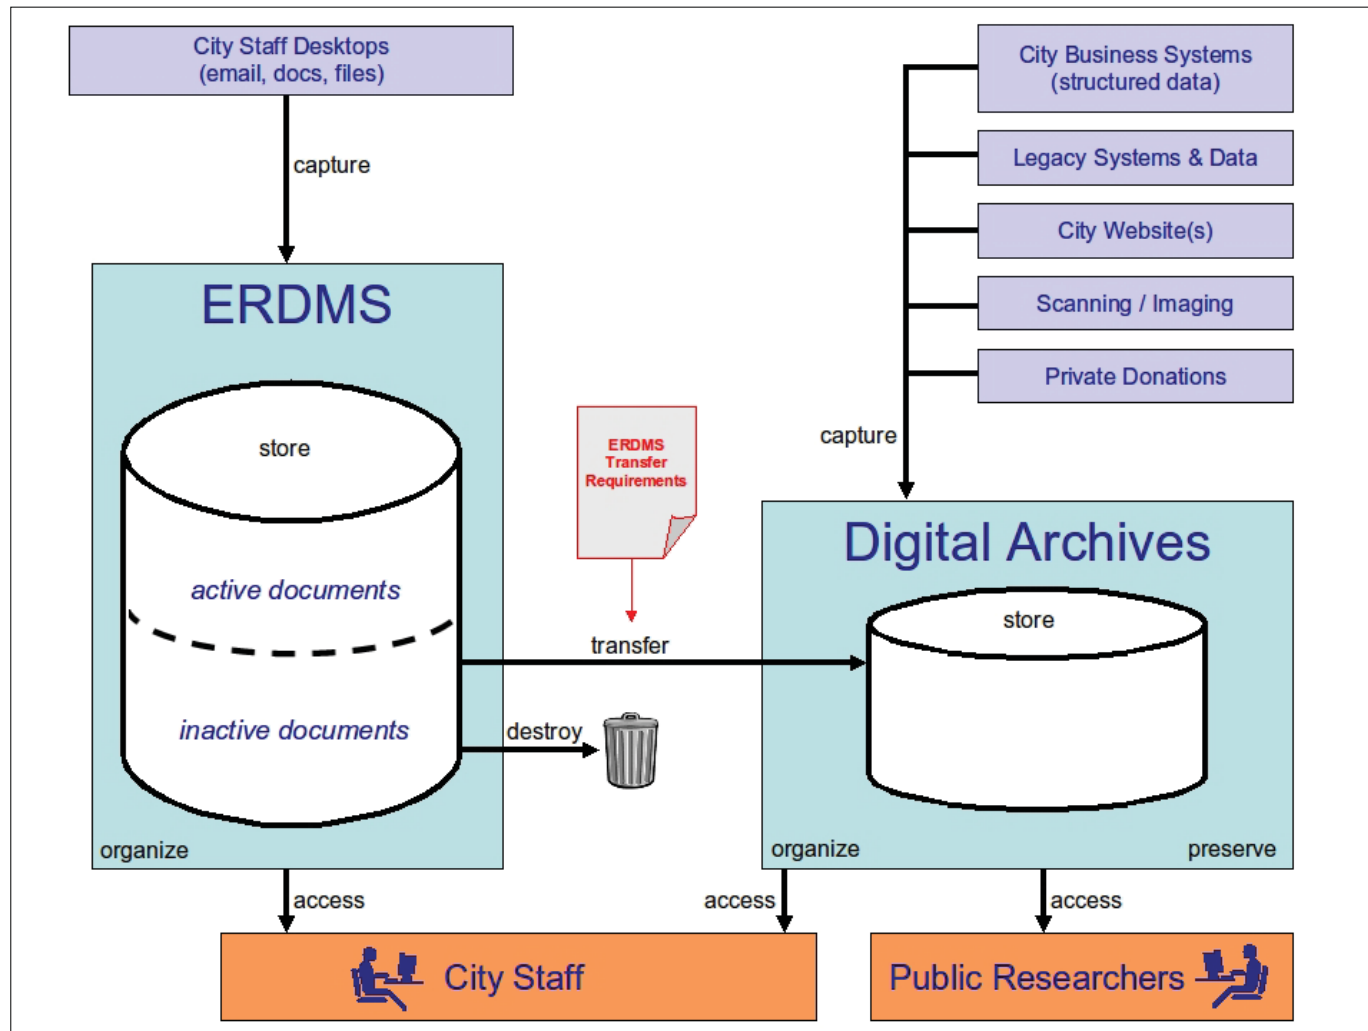 City Staff Desktops
(email, docs, files)
City Business Systems
(structured data)
Legacy Systems & Data
City Website(s)
Scanning / Imaging
Private Donations
capture
capture
ERDMS
store
active documents
inactive documents
organize
ERDMS
Transfer
Requirements
transfer
destroy
Digital Archives
store
organize
preserve
access
access
access
City Staff
Public Researchers